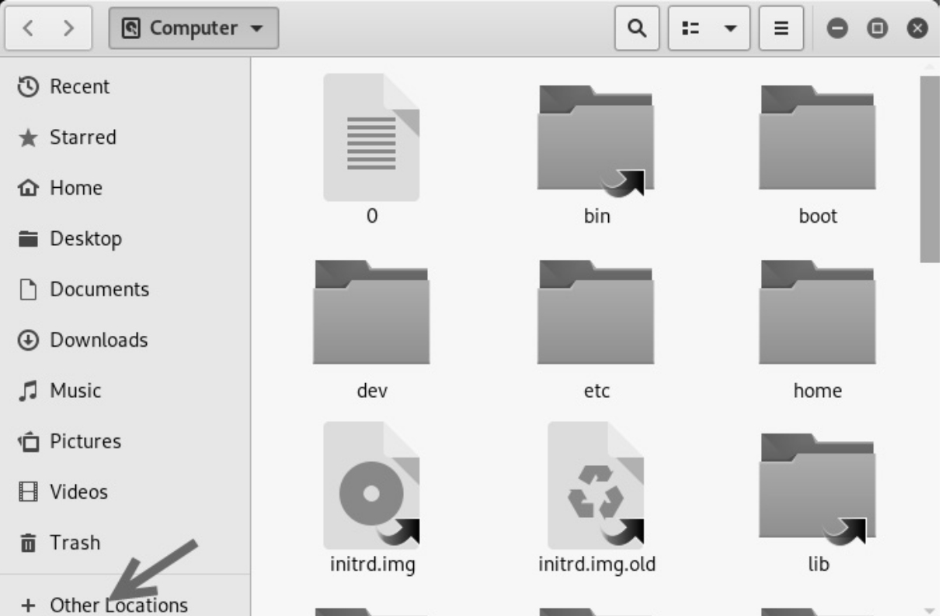 Computer
Recent
Starred
Home
Desktop
Documents
Downloads
Music
Pictures
Videos
Trash
+ Other Locations
0
bin
boot
dev
etc
home
initrd.img
initrd.img.old
lib